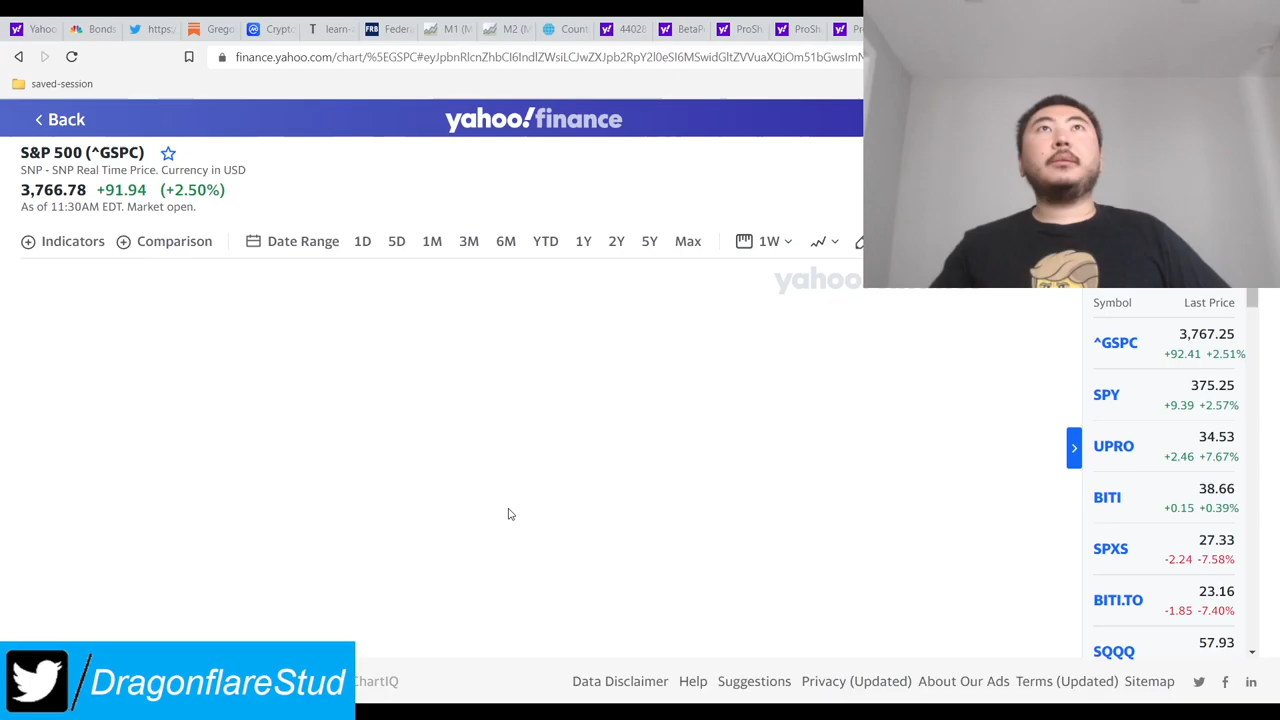 Yahoo
Bonds
https:
Grego
Crypto
learn-
FRB Federa
M1 (M
M2 (M
Count
44028
BetaP
ProSh
ProSh
Pr
finance.yahoo.com/chart/%5EGSPC#eyJpbnRlcnZhbCI6IndlZWsiLCJwZXJpb2RpY2l0eSI6MSwidGltZVVuaXQiOm51bGwsIm
saved-session
Back
yahoo!finance
S&P 500 (^GSPC)
SNP - SNP Real Time Price. Currency in USD
3,766.78 +91.94 (+2.50%)
As of 11:30AM EDT. Market open.
Indicators Comparison Date Range 1D 5D 1M 3M 6M YTD 1Y 2Y 5Y Max 1W
yahoo
Symbol Last Price
^GSPC 3,767.25
+92.41 +2.51%
SPY 375.25
+9.39 +2.57%
UPRO 34.53
+2.46 +7.67%
BITI 38.66
+0.15 +0.39%
SPXS 27.33
-2.24 -7.58%
BITI.TO 23.16
-1.85 -7.40%
SQQQ 57.93
/DragonflareStud
ChartIQ
Data Disclaimer Help Suggestions Privacy (Updated) About Our Ads Terms (Updated) Sitemap